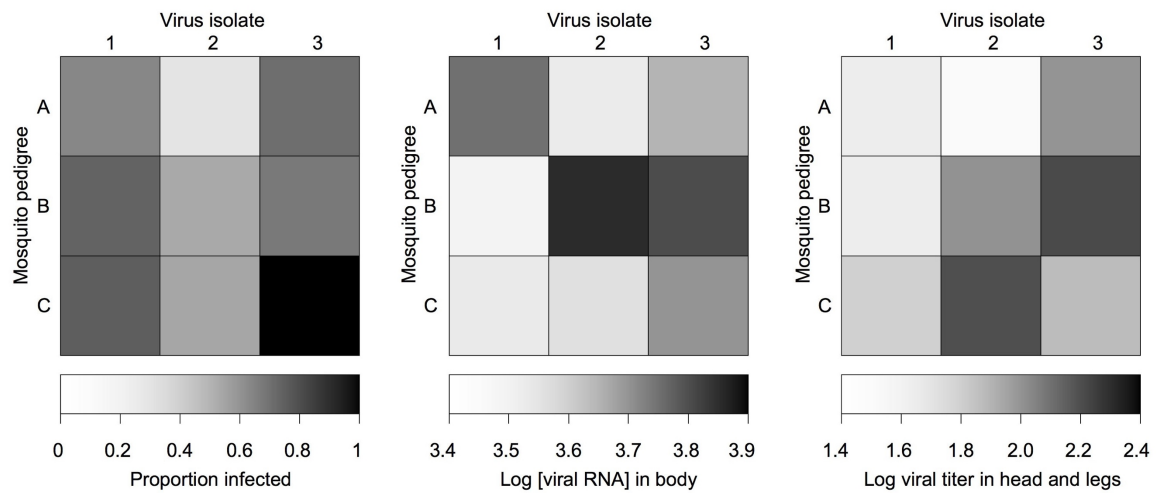 Virus isolate
1 2 3
Mosquito pedigree
A
B
C
0 0.2 0.4 0.6 0.8 1
Proportion infected
Virus isolate
1 2 3
Mosquito pedigree
A
B
C
3.4 3.5 3.6 3.7 3.8 3.9
Log [viral RNA] in body
Virus isolate
1 2 3
Mosquito pedigree
A
B
C
1.4 1.6 1.8 2.0 2.2 2.4
Log viral titer in head and legs